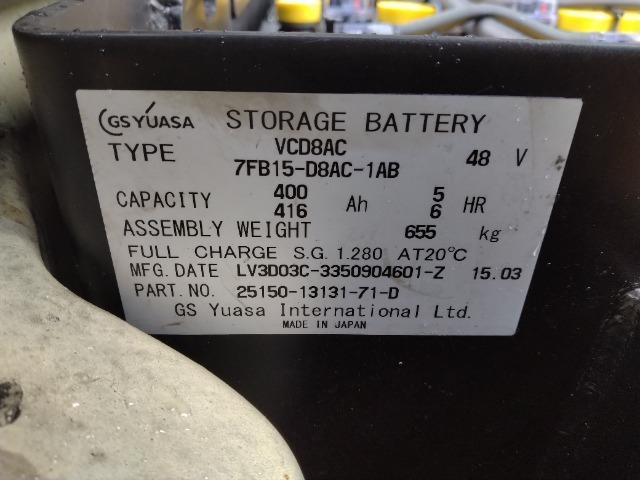 GS YUASA STORAGE BATTERY
TYPE VCD8AC 48 V
7FB15-D8AC-1AB
CAPACITY 400 Ah 5 HR
416 6
ASSEMBLY WEIGHT 655 kg
FULL CHARGE S.G. 1.280 AT20℃
MFG. DATE LV3D03C-3350904601-Z 15.03
PART. NO. 25150-13131-71-D
GS Yuasa International Ltd.
MADE IN JAPAN